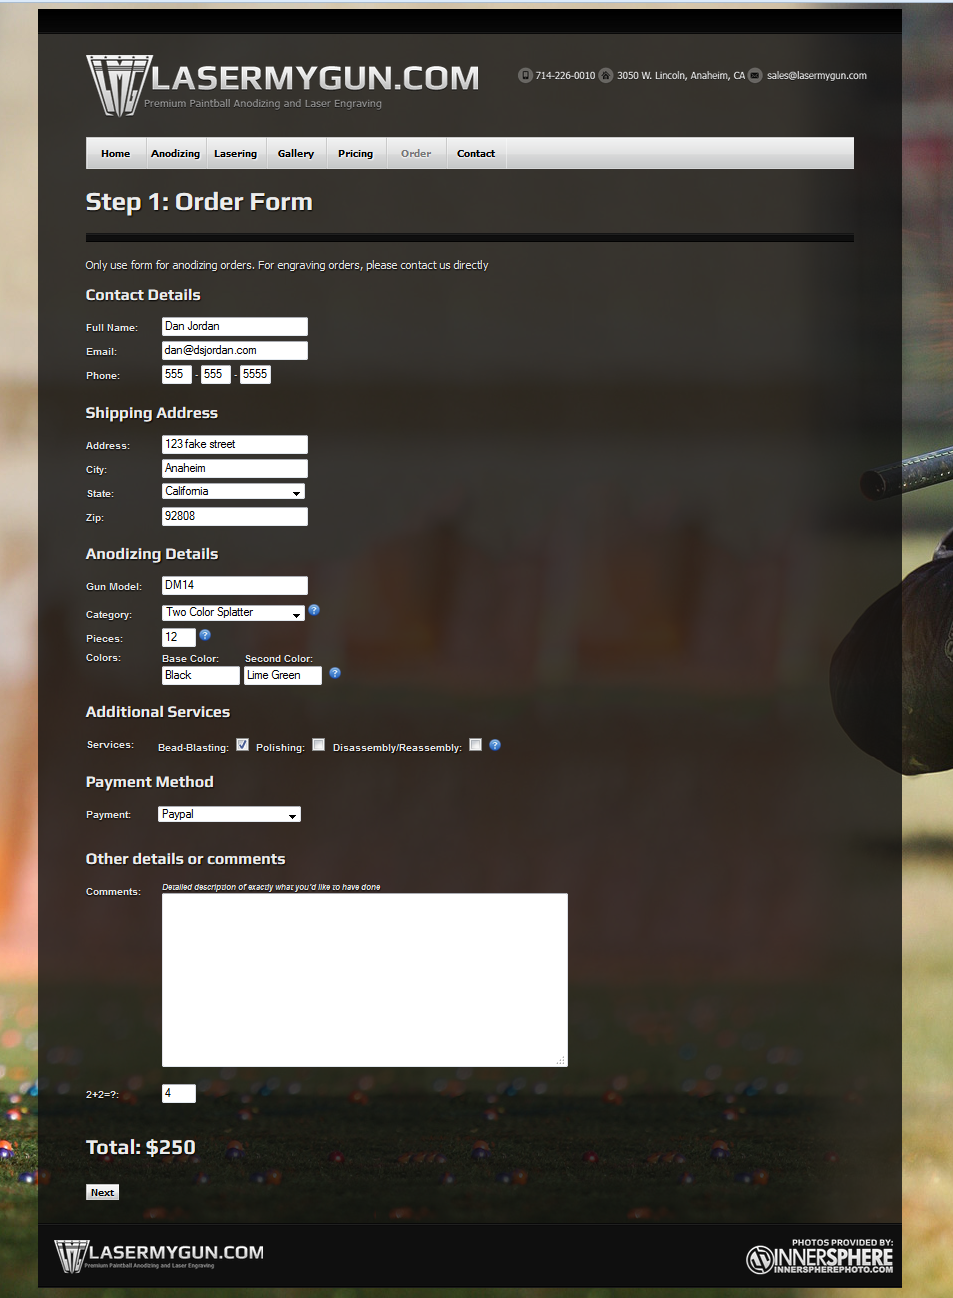 LASERMYGUN.COM
Premium Paintball Anodizing and Laser Engraving
714-226-0010 3050 W. Lincoln, Anaheim, CA sales@lasermygun.com
Home Anodizing Lasering Gallery Pricing Order Contact
Step 1: Order Form
Only use form for anodizing orders. For engraving orders, please contact us directly
Contact Details
Full Name: Dan Jordan
Email: dan@dsjordan.com
Phone: 555 - 555 - 5555
Shipping Address
Address: 123 fake street
City: Anaheim
State: California
Zip: 92808
Anodizing Details
Gun Model: DM14
Category: Two Color Splatter ?
Pieces: 12 ?
Colors: Base Color: Second Color:
Black Lime Green ?
Additional Services
Services: Bead-Blasting: Polishing: Disassembly/Reassembly: ?
Payment Method
Payment: Paypal
Other details or comments
Comments: Detailed description of exactly what you'd like to have done
2+2=?: 4
Total: $250
Next
LASERMYGUN.COM
Premium Paintball Anodizing and Laser Engraving
PHOTOS PROVIDED BY:
INNERSPHERE
INNERSPHEREPHOTO.COM